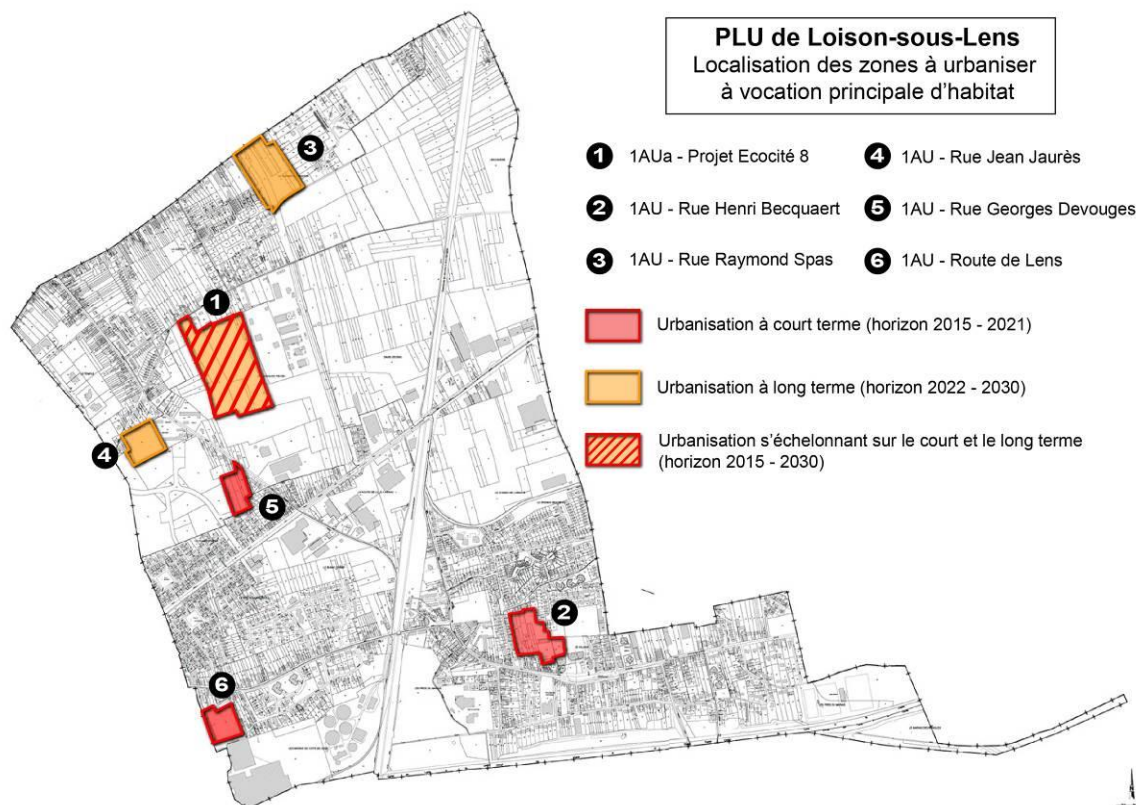 PLU de Loison-sous-Lens
Localisation des zones à urbaniser
à vocation principale d'habitat
1 1AUa - Projet Ecocité 8
2 1AU - Rue Henri Becquaert
3 1AU - Rue Raymond Spas
4 1AU - Rue Jean Jaurès
5 1AU - Rue Georges Devouges
6 1AU - Route de Lens
Urbanisation à court terme (horizon 2015 - 2021)
Urbanisation à long terme (horizon 2022 - 2030)
Urbanisation s'échelonnant sur le court et le long terme
(horizon 2015 - 2030)
3
1
4
5
2
6